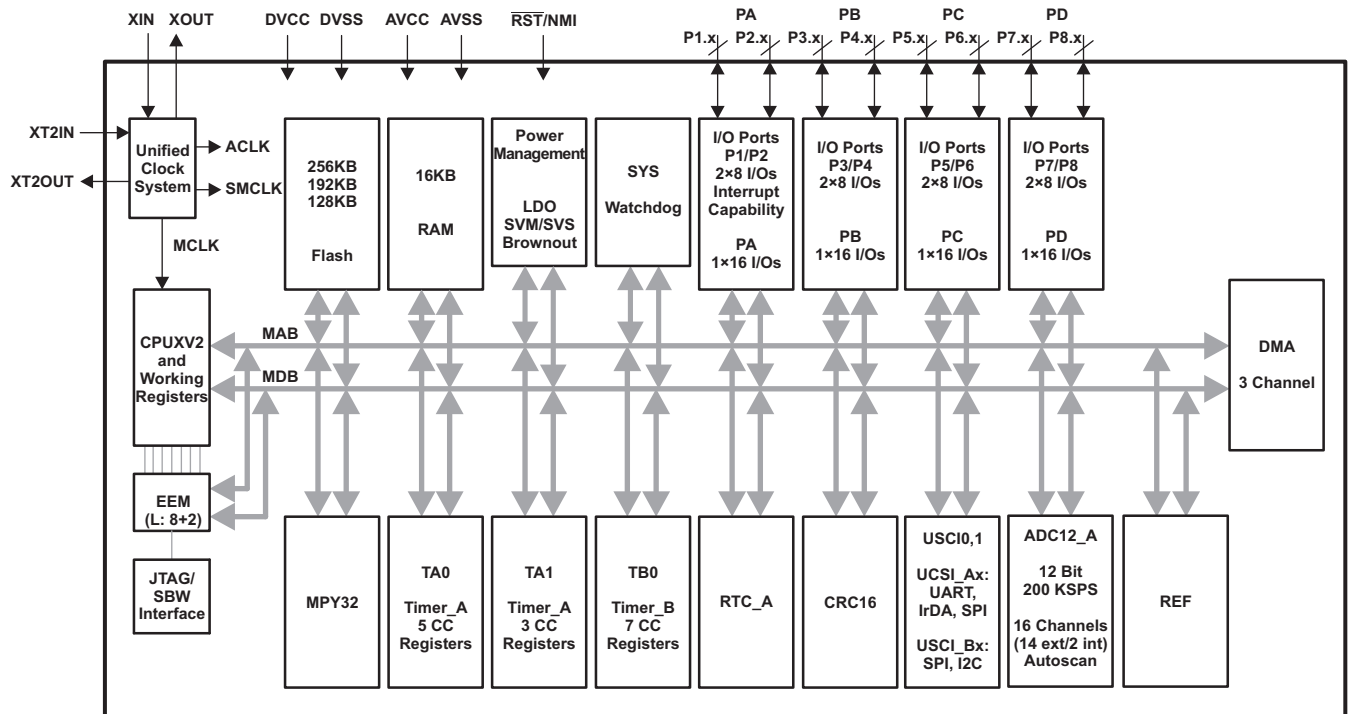 XIN XOUT DVCC DVSS AVCC AVSS RST/NMI
PA PB PC PD
P1.x P2.x P3.x P4.x P5.x P6.x P7.x P8.x
XT2IN
XT2OUT
Unified
Clock
System
ACLK
SMCLK
MCLK
256KB
192KB
128KB
Flash
16KB
RAM
Power
Management
LDO
SVM/SVS
Brownout
SYS
Watchdog
I/O Ports
P1/P2
2×8 I/Os
Interrupt
Capability
PA
1×16 I/Os
I/O Ports
P3/P4
2×8 I/Os
PB
1×16 I/Os
I/O Ports
P5/P6
2×8 I/Os
PC
1×16 I/Os
I/O Ports
P7/P8
2×8 I/Os
PD
1×16 I/Os
CPUXV2
and
Working
Registers
MAB
MDB
DMA
3 Channel
EEM
(L: 8+2)
JTAG/
SBW
Interface
MPY32
TA0
Timer_A
5 CC
Registers
TA1
Timer_A
3 CC
Registers
TB0
Timer_B
7 CC
Registers
RTC_A
CRC16
USCI0,1
UCSI_Ax:
UART,
IrDA, SPI
USCI_Bx:
SPI, I2C
ADC12_A
12 Bit
200 KSPS
16 Channels
(14 ext/2 int)
Autoscan
REF